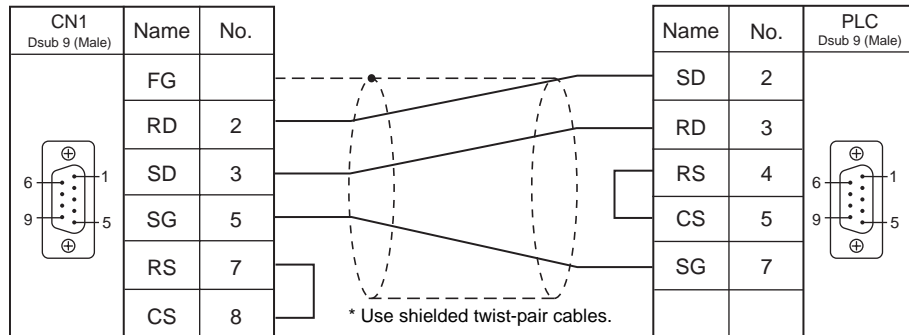 CN1
Dsub 9 (Male)
Name
No.
FG
RD 2
SD 3
SG 5
RS 7
CS 8
6
1
9
5
* Use shielded twist-pair cables.
Name
No.
PLC
Dsub 9 (Male)
SD 2
RD 3
RS 4
CS 5
SG 7
6
1
9
5